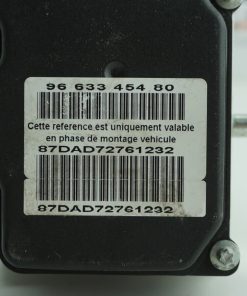 96 633 454 80
Cette reference est uniquement valable
en phase de montage vehicule
87DAD72761232
87DAD72761232